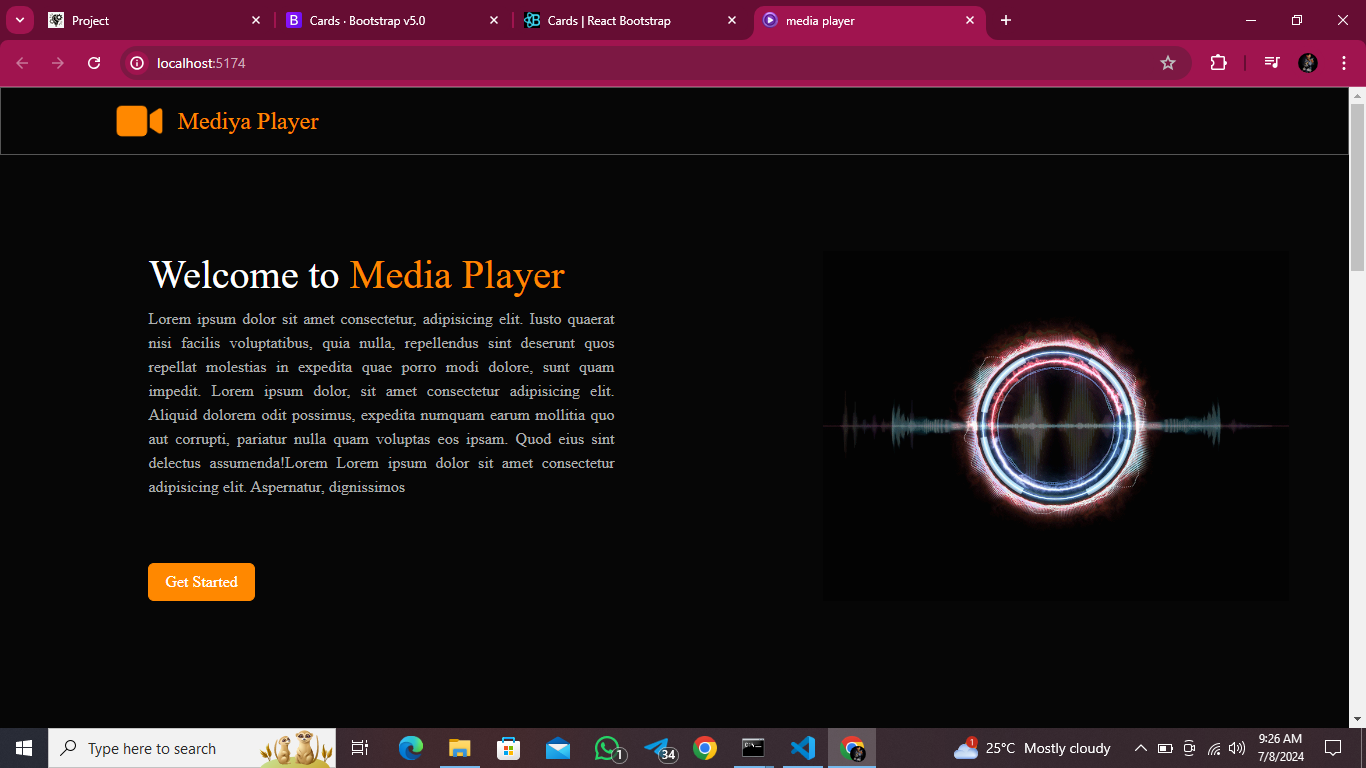 Project
Cards · Bootstrap v5.0
Cards | React Bootstrap
media player
localhost:5174
Mediya Player
Welcome to Media Player
Lorem ipsum dolor sit amet consectetur, adipisicing elit. Iusto quaerat
nisi facilis voluptatibus, quia nulla, repellendus sint deserunt quos
repellat molestias in expedita quae porro modi dolore, sunt quam
impedit. Lorem ipsum dolor, sit amet consectetur adipisicing elit.
Aliquid dolorem odit possimus, expedita numquam earum mollitia quo
aut corrupti, pariatur nulla quam voluptas eos ipsam. Quod eius sint
delectus assumenda!Lorem Lorem ipsum dolor sit amet consectetur
adipisicing elit. Aspernatur, dignissimos
Get Started
Type here to search
1
34
1
25°C Mostly cloudy
9:26 AM
7/8/2024